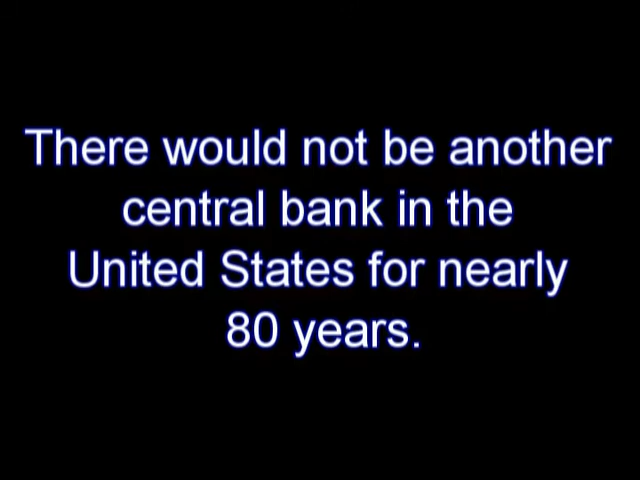 There would not be another
central bank in the
United States for nearly
80 years.